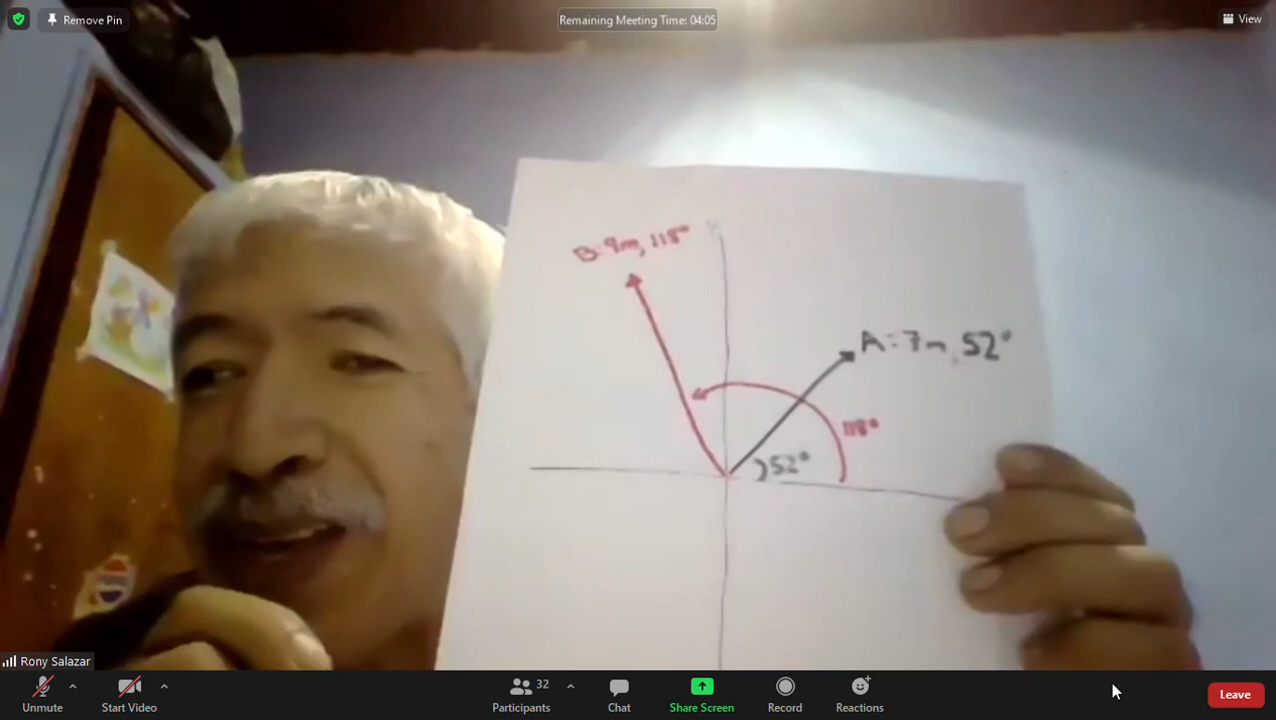 Remove Pin
Remaining Meeting Time: 04:05
View
B=9m, 118°
A=7m, 52°
118°
52°
Rony Salazar
Unmute
Start Video
32
Participants
Chat
Share Screen
Record
Reactions
Leave